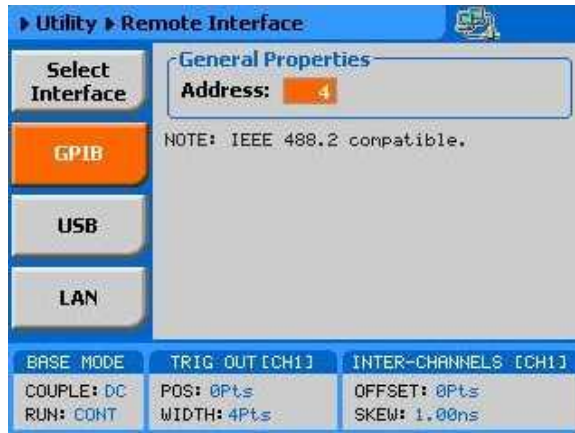 Utility Remote Interface
Select Interface
General Properties
Address: 4
GPIB
NOTE: IEEE 488.2 compatible.
USB
LAN
BASE MODE
COUPLE: DC
RUN: CONT
TRIG OUT[CH1]
POS: 0Pts
WIDTH: 4Pts
INTER-CHANNELS [CH1]
OFFSET: 0Pts
SKEW: 1.00ns